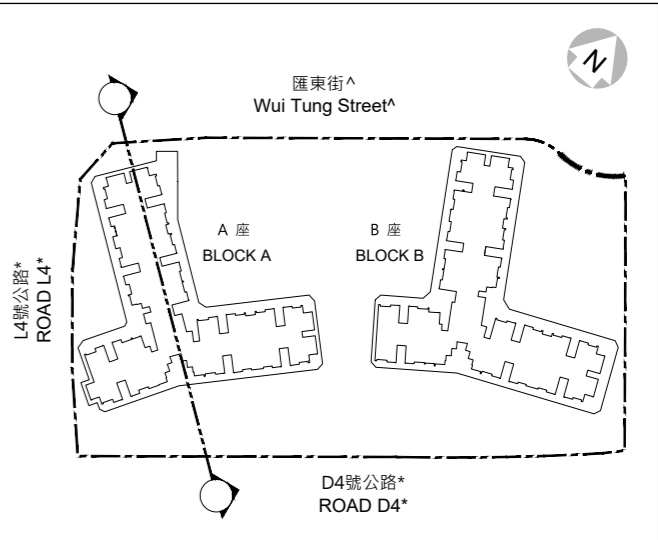 N
匯東街^
Wui Tung Street^
A 座
BLOCK A
B 座
BLOCK B
L4號公路*
ROAD L4*
D4號公路*
ROAD D4*